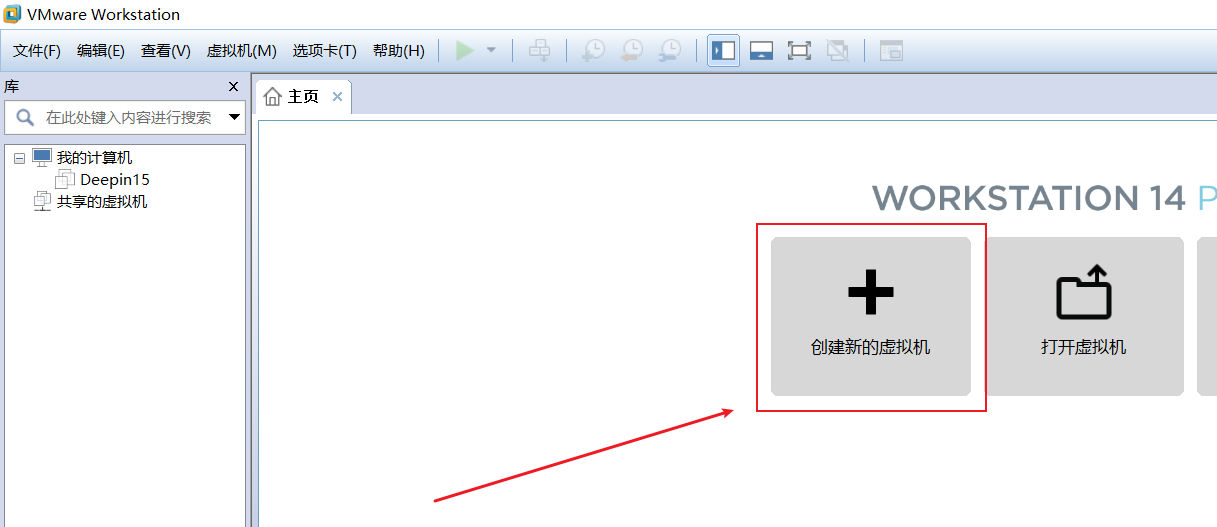 VMware Workstation
文件(F) 编辑(E) 查看(V) 虚拟机(M) 选项卡(T) 帮助(H)
库
主页
在此处键入内容进行搜索
我的计算机
Deepin15
共享的虚拟机
WORKSTATION 14 P
创建新的虚拟机
打开虚拟机